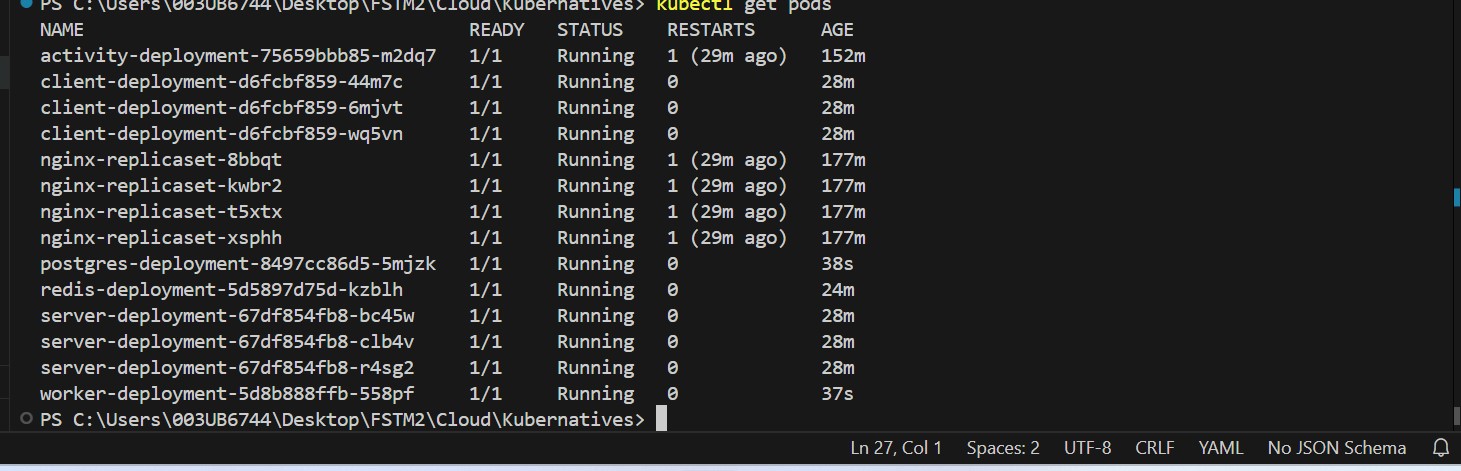 PS C:\Users\003UB6744\Desktop\FSTM2\Cloud\Kubernatives> kubectl get pods
NAME READY STATUS RESTARTS AGE
activity-deployment-75659bbb85-m2dq7 1/1 Running 1 (29m ago) 152m
client-deployment-d6fcbf859-44m7c 1/1 Running 0 28m
client-deployment-d6fcbf859-6mjvt 1/1 Running 0 28m
client-deployment-d6fcbf859-wq5vn 1/1 Running 0 28m
nginx-replicaset-8bbqt 1/1 Running 1 (29m ago) 177m
nginx-replicaset-kwbr2 1/1 Running 1 (29m ago) 177m
nginx-replicaset-t5xtx 1/1 Running 1 (29m ago) 177m
nginx-replicaset-xsphh 1/1 Running 1 (29m ago) 177m
postgres-deployment-8497cc86d5-5mjzk 1/1 Running 0 38s
redis-deployment-5d5897d75d-kzblh 1/1 Running 0 24m
server-deployment-67df854fb8-bc45w 1/1 Running 0 28m
server-deployment-67df854fb8-clb4v 1/1 Running 0 28m
server-deployment-67df854fb8-r4sg2 1/1 Running 0 28m
worker-deployment-5d8b888ffb-558pf 1/1 Running 0 37s
PS C:\Users\003UB6744\Desktop\FSTM2\Cloud\Kubernatives>
Ln 27, Col 1 Spaces: 2 UTF-8 CRLF YAML No JSON Schema